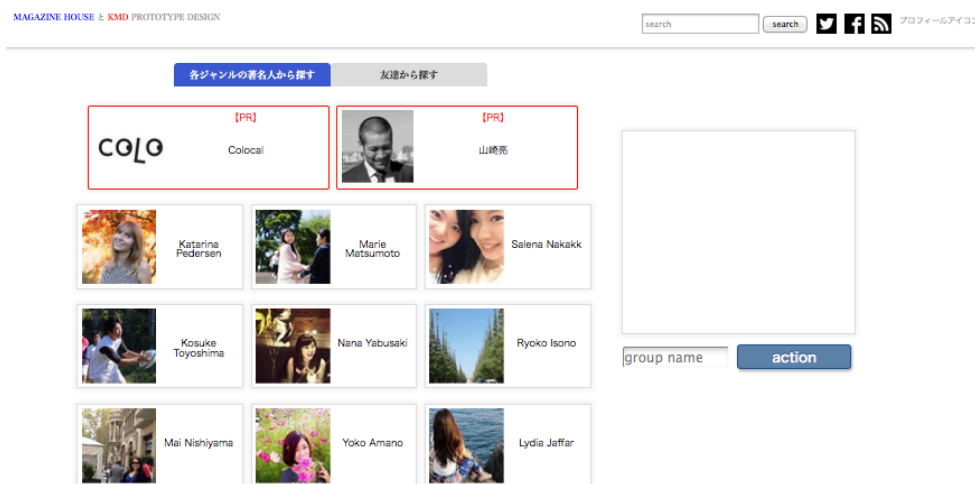 MAGAZINE HOUSE と KMD PROTOTYPE DESIGN
search
search
プロフィールアイコン
各ジャンルの著名人から探す
友達から探す
【PR】
COLO
Colocal
【PR】
山崎亮
Katarina
Pedersen
Marie
Matsumoto
Salena Nakakk
Kosuke
Toyoshima
Nana Yabusaki
Ryoko Isono
group name
action
Mai Nishiyama
Yoko Amano
Lydia Jaffar